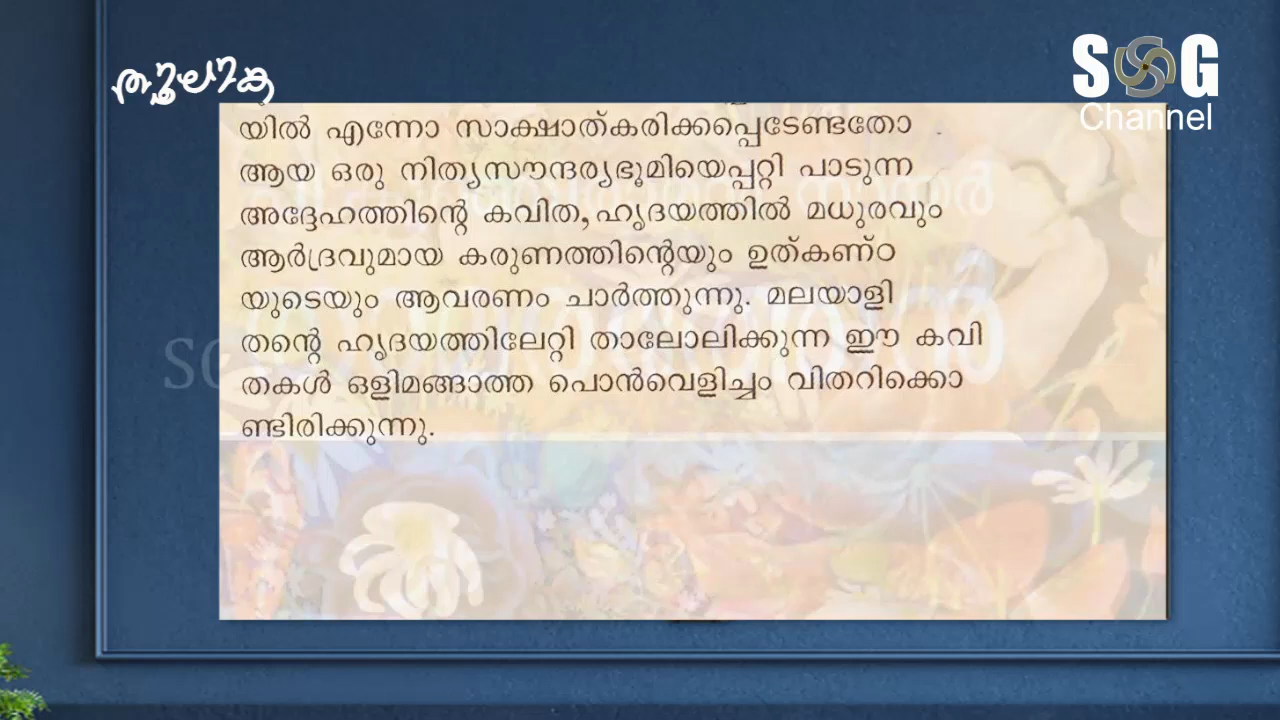 തൂലിക
SG
Channel
യിൽ എന്നോ സാക്ഷാത്കരിക്കപ്പെടേണ്ടതോ
ആയ ഒരു നിത്യസൗന്ദര്യഭൂമിയെപ്പറ്റി പാടുന്ന
അദ്ദേഹത്തിന്റെ കവിത, ഹൃദയത്തിൽ മധുരവും
ആർദ്രവുമായ കരുണത്തിന്റെയും ഉത്കണ്ഠ
യുടെയും ആവരണം ചാർത്തുന്നു. മലയാളി
തന്റെ ഹൃദയത്തിലേറ്റി താലോലിക്കുന്ന ഈ കവി
തകൾ ഒളിമങ്ങാത്ത പൊൻവെളിച്ചം വിതറിക്കൊ
ണ്ടിരിക്കുന്നു.